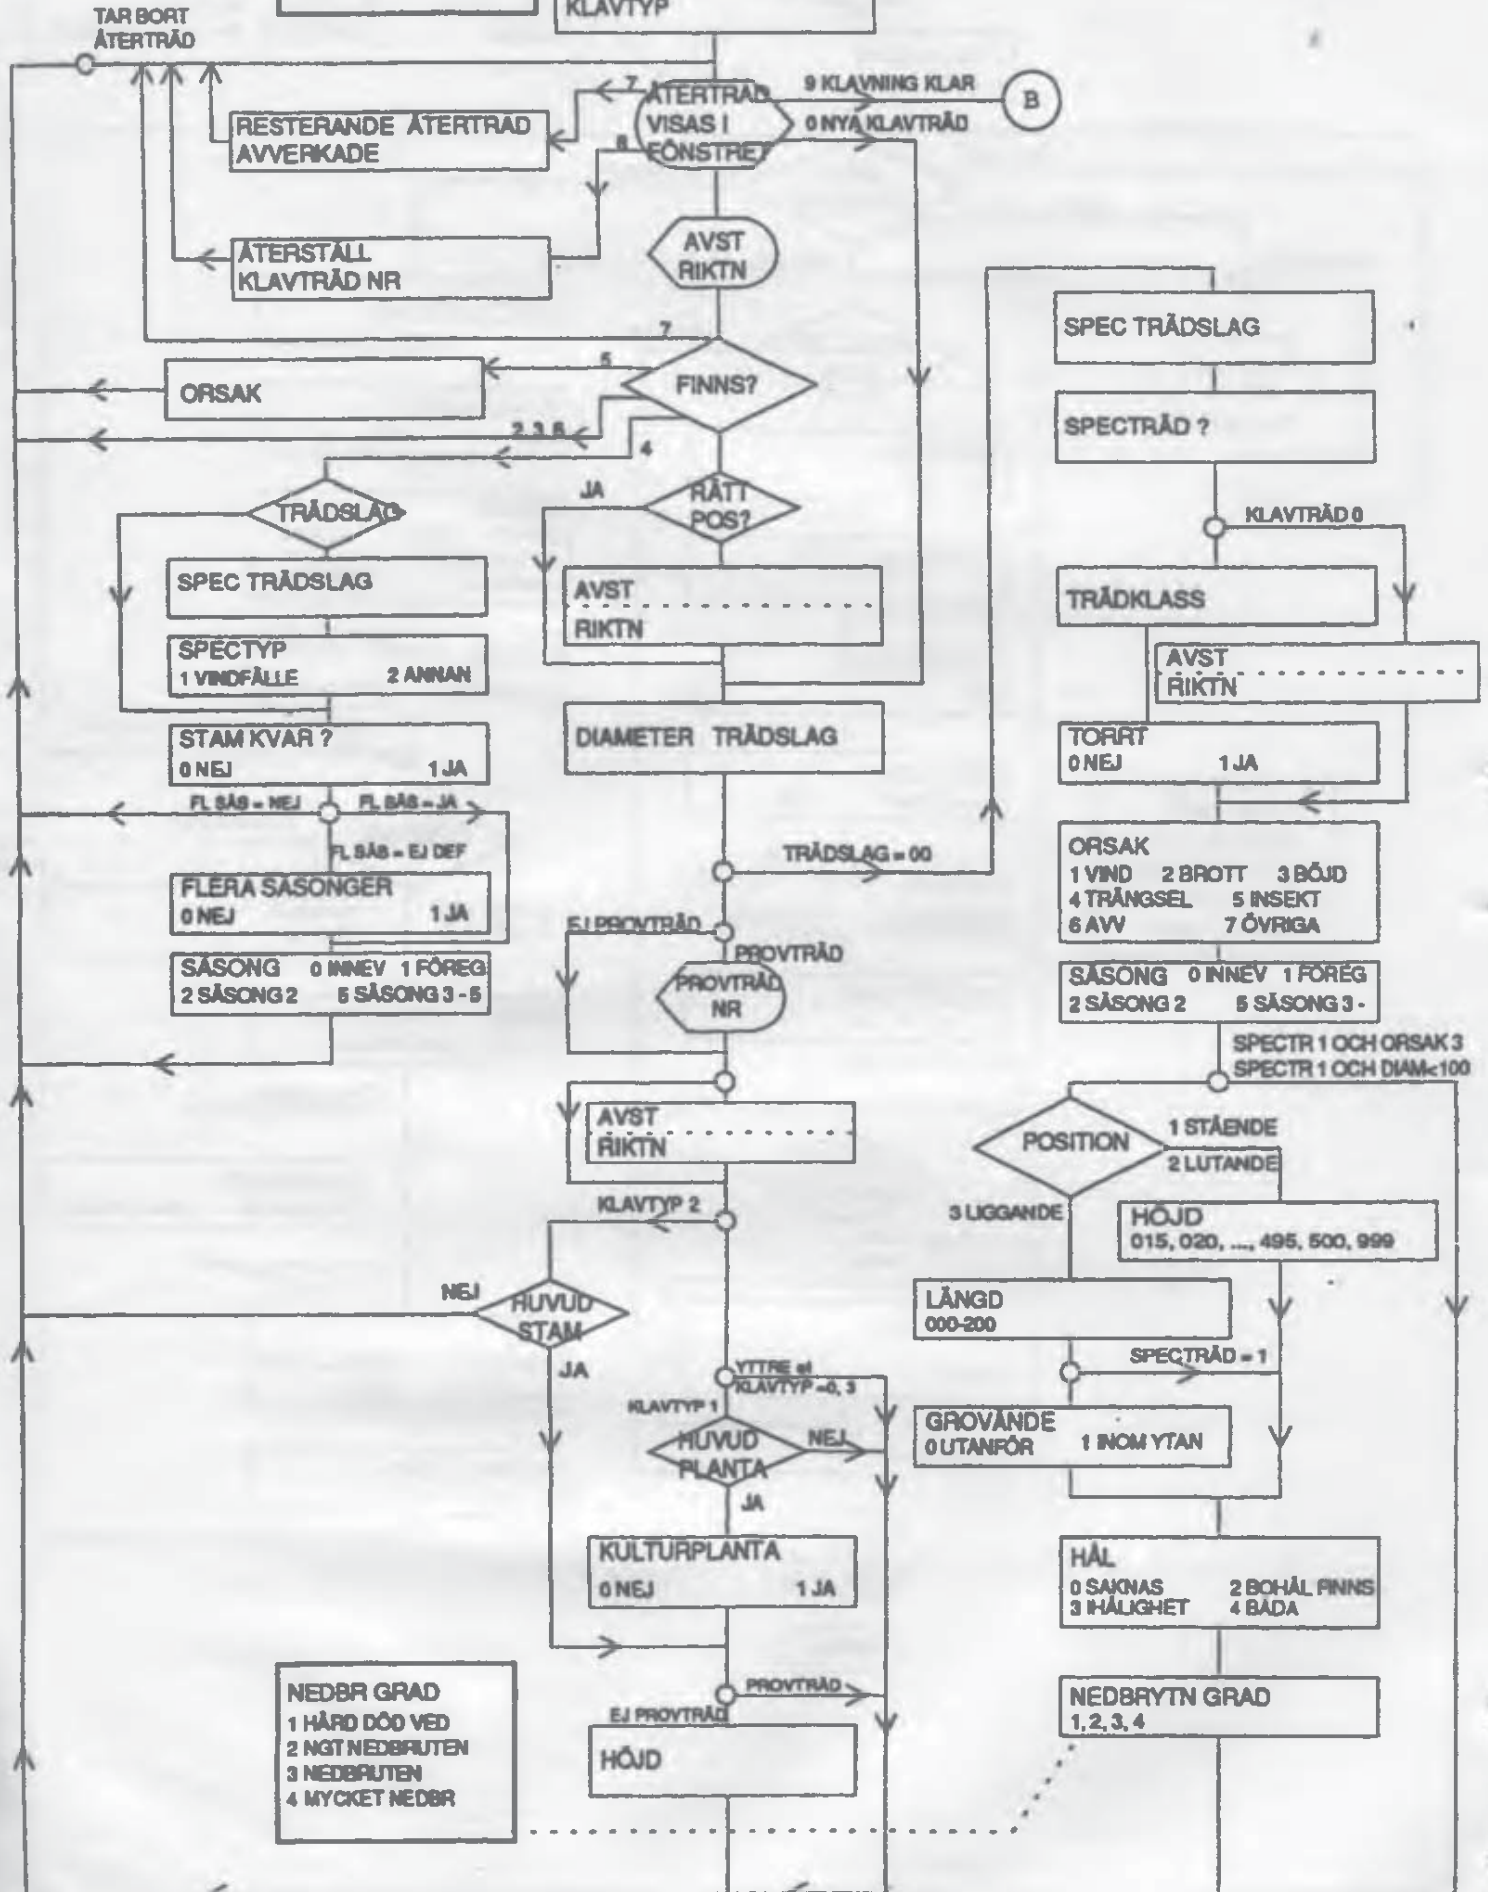 TAR BORT
ÅTERTRÄD
KLAVTYP
7
ÅTERTRÄD
VISAS I
FÖNSTRET
9 KLAVNING KLAR
B
0 NYA KLAVTRÄD
RESTERANDE ÅTERTRÄD
AVVERKADE
ÅTERSTÄLL
KLAVTRÄD NR
AVST
RIKTN
7
5
FINNS?
ORSAK
4
JA
RÄTT
POS?
AVST
RIKTN
TRÄDSLAG
SPEC TRÄDSLAG
SPECTYP
1 VINDFÄLLE 2 ANNAN
STAM KVAR ?
0 NEJ 1 JA
FL SÄS = NEJ FL SÄS = JA
FL SÄS = EJ DEF
FLERA SÄSONGER
0 NEJ 1 JA
SÄSONG 0 INNEV 1 FÖREG
2 SÄSONG 2 5 SÄSONG 3 - 5
DIAMETER TRÄDSLAG
TRÄDSLAG = 00
EJ PROVTRÄD
PROVTRÄD
PROVTRÄD
NR
AVST
RIKTN
KLAVTYP 2
NEJ
HUVUD
STAM
JA
YTTRE el
KLAVTYP =0, 3
KLAVTYP 1
HUVUD
PLANTA
NEJ
JA
KULTURPLANTA
0 NEJ 1 JA
PROVTRÄD
EJ PROVTRÄD
HÖJD
NEDBR GRAD
1 HÅRD DÖD VED
2 NGT NEDBRUTEN
3 NEDBRUTEN
4 MYCKET NEDBR
SPEC TRÄDSLAG
SPECTRÄD ?
KLAVTRÄD 0
TRÄDKLASS
AVST
RIKTN
TORRT
0 NEJ 1 JA
ORSAK
1 VIND 2 BROTT 3 BÖJD
4 TRÄNGSEL 5 INSEKT
6 AVV 7 ÖVRIGA
SÄSONG 0 INNEV 1 FÖREG
2 SÄSONG 2 5 SÄSONG 3 -
SPECTR 1 OCH ORSAK 3
SPECTR 1 OCH DIAM<100
POSITION
1 STÅENDE
2 LUTANDE
3 LIGGANDE
HÖJD
015, 020, ..., 495, 500, 999
LÄNGD
000-200
SPECTRÄD = 1
GROVÄNDE
0 UTANFÖR 1 INOM YTAN
HÅL
0 SAKNAS 2 BOHÅL FINNS
3 IHÅLIGHET 4 BÅDA
NEDBRYTN GRAD
1, 2, 3, 4